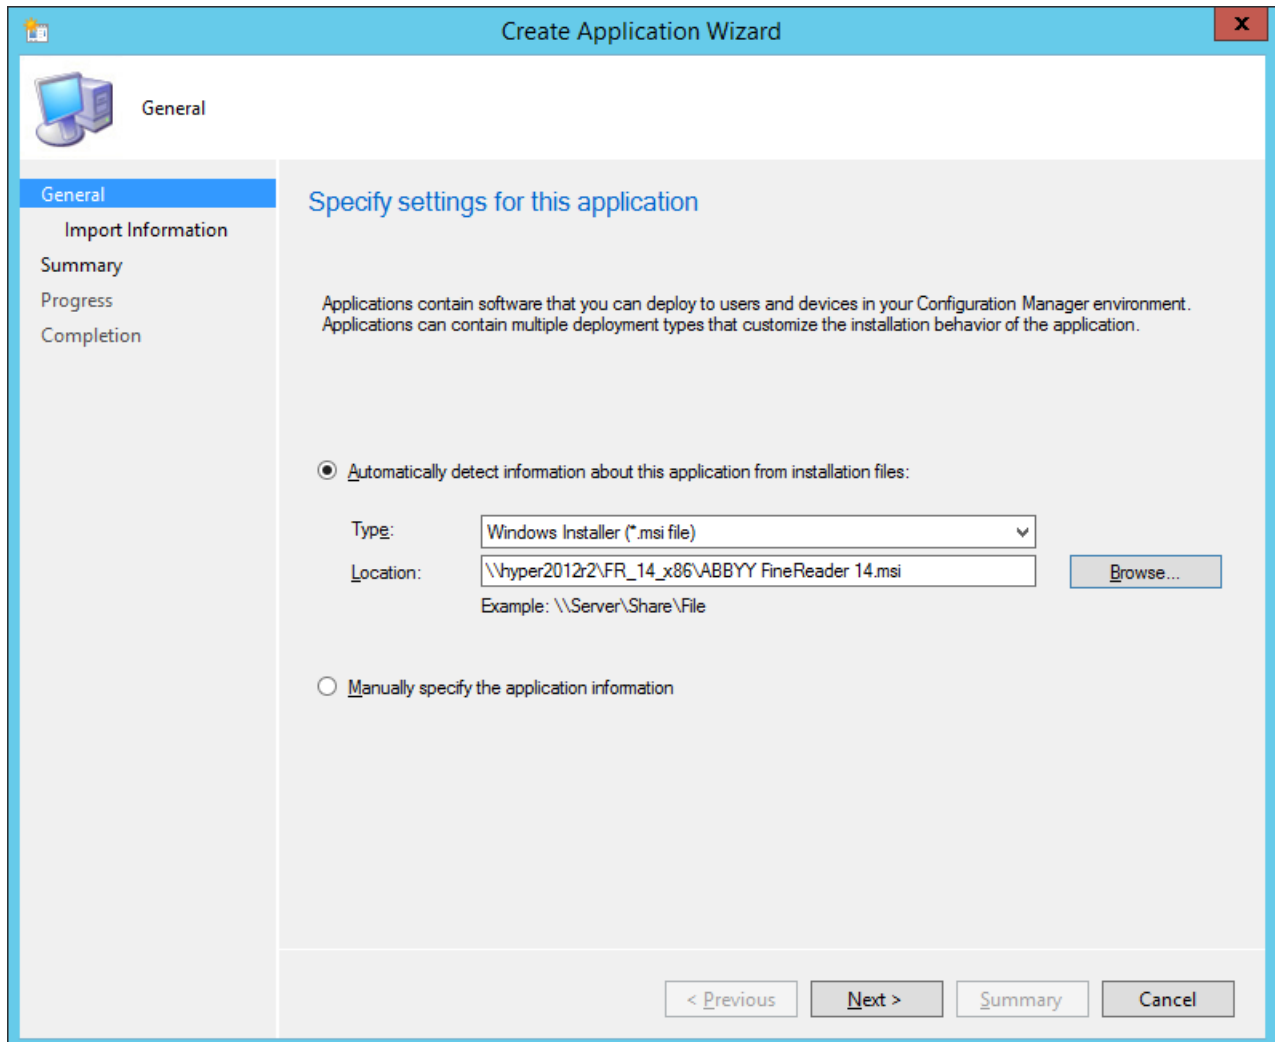 Create Application Wizard
x
General
General
Import Information
Summary
Progress
Completion
Specify settings for this application
Applications contain software that you can deploy to users and devices in your Configuration Manager environment.
Applications can contain multiple deployment types that customize the installation behavior of the application.
Automatically detect information about this application from installation files:
Type: Windows Installer (*.msi file)
Location: \\hyper2012r2\FR_14_x86\ABBYY FineReader 14.msi Browse...
Example: \\Server\Share\File
Manually specify the application information
< Previous Next > Summary Cancel